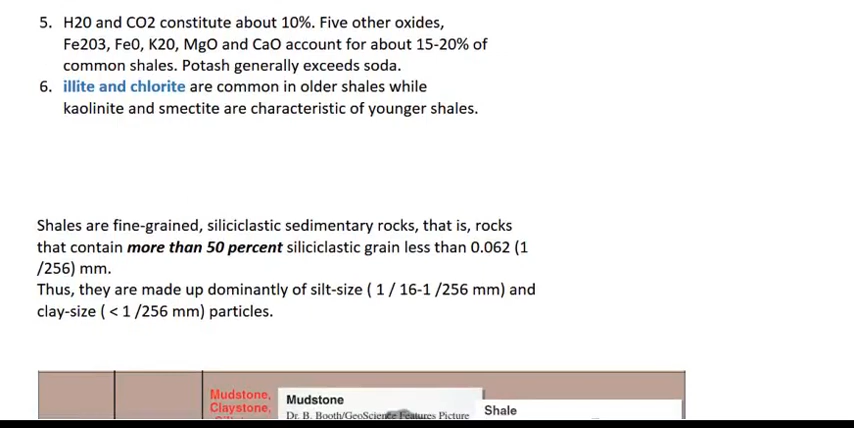 5. H20 and CO2 constitute about 10%. Five other oxides,
Fe203, FeO, K20, MgO and CaO account for about 15-20% of
common shales. Potash generally exceeds soda.
6. illite and chlorite are common in older shales while
kaolinite and smectite are characteristic of younger shales.
Shales are fine-grained, siliciclastic sedimentary rocks, that is, rocks
that contain more than 50 percent siliciclastic grain less than 0.062 (1
/256) mm.
Thus, they are made up dominantly of silt-size ( 1 / 16-1 /256 mm) and
clay-size ( < 1 /256 mm) particles.
Mudstone,
Claystone,
Mudstone
Dr. B. Booth/GeoScience Features Picture
Shale